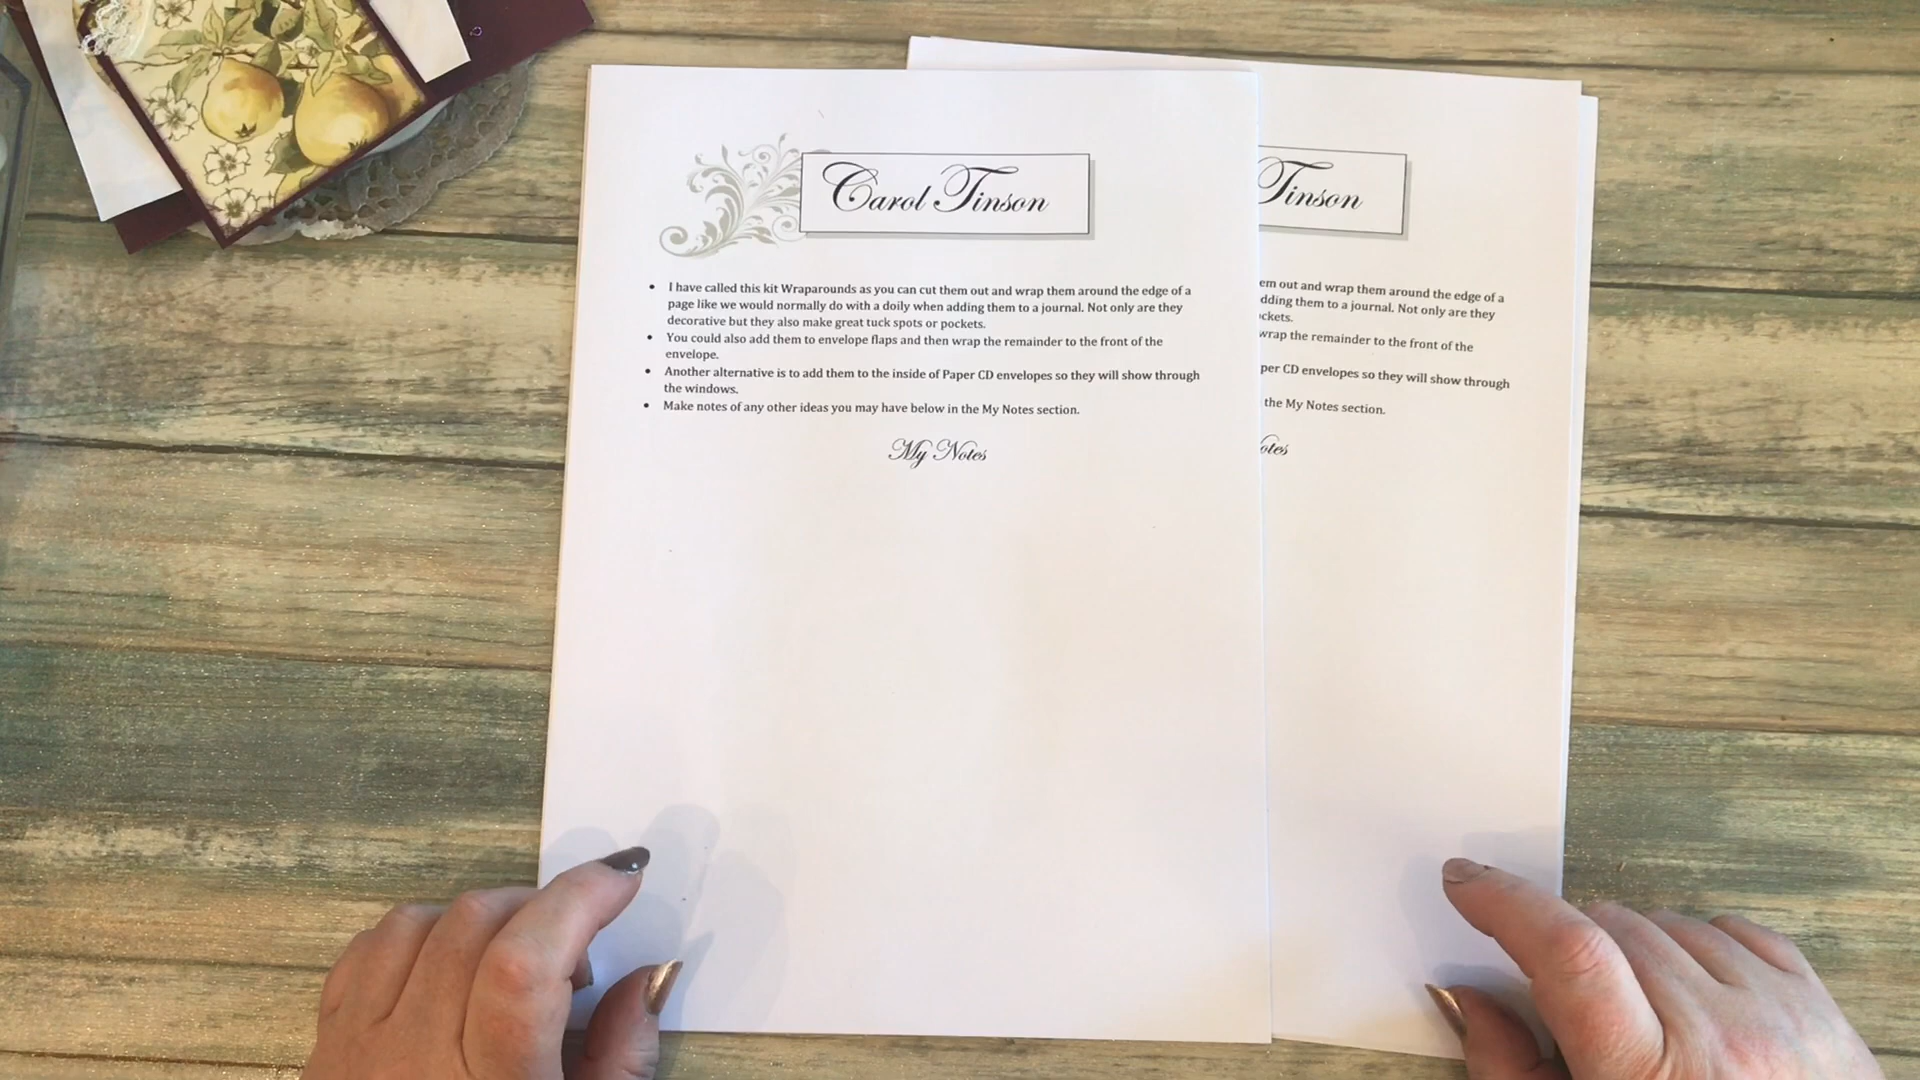 Carol Tinson
I have called this kit Wraparounds as you can cut them out and wrap them around the edge of a
page like we would normally do with a doily when adding them to a journal. Not only are they
decorative but they also make great tuck spots or pockets.
You could also add them to envelope flaps and then wrap the remainder to the front of the
envelope.
Another alternative is to add them to the inside of Paper CD envelopes so they will show through
the windows.
Make notes of any other ideas you may have below in the My Notes section.
My Notes
Tinson
em out and wrap them around the edge of a
dding them to a journal. Not only are they
ckets.
wrap the remainder to the front of the
per CD envelopes so they will show through
the My Notes section.
otes